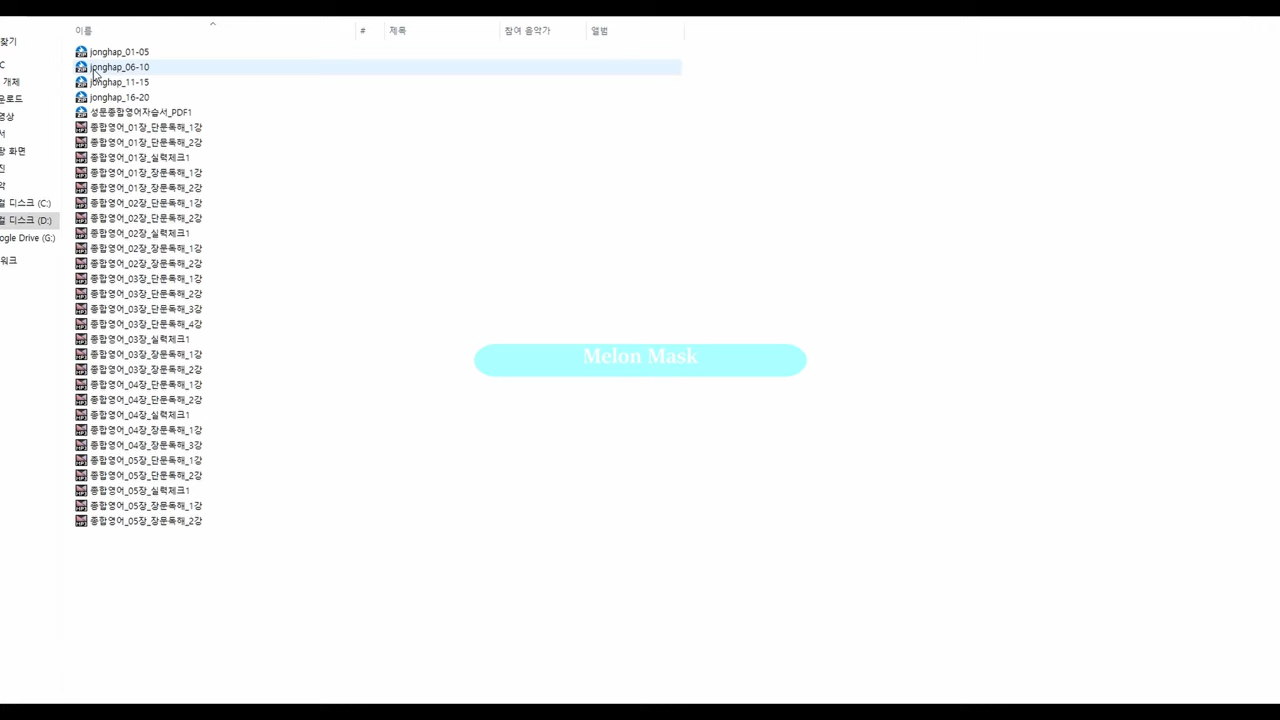 이름 # 제목 참여 음악가 앨범
찾기
C
개체
운로드
영상
서
탕 화면
진
악
컬 디스크 (C:)
컬 디스크 (D:)
ogle Drive (G:)
워크
jonghap_01-05
jonghap_06-10
jonghap_11-15
jonghap_16-20
성문종합영어자습서_PDF1
종합영어_01장_단문독해_1강
종합영어_01장_단문독해_2강
종합영어_01장_실력체크1
종합영어_01장_장문독해_1강
종합영어_01장_장문독해_2강
종합영어_02장_단문독해_1강
종합영어_02장_단문독해_2강
종합영어_02장_실력체크1
종합영어_02장_장문독해_1강
종합영어_02장_장문독해_2강
종합영어_03장_단문독해_1강
종합영어_03장_단문독해_2강
종합영어_03장_단문독해_3강
종합영어_03장_단문독해_4강
종합영어_03장_실력체크1
종합영어_03장_장문독해_1강
종합영어_03장_장문독해_2강
종합영어_04장_단문독해_1강
종합영어_04장_단문독해_2강
종합영어_04장_실력체크1
종합영어_04장_장문독해_1강
종합영어_04장_장문독해_3강
종합영어_05장_단문독해_1강
종합영어_05장_단문독해_2강
종합영어_05장_실력체크1
종합영어_05장_장문독해_1강
종합영어_05장_장문독해_2강
Melon Mask